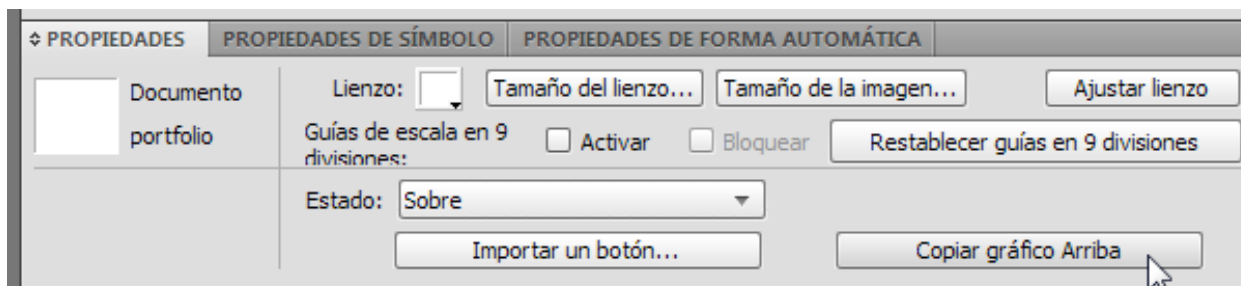 PROPIEDADES PROPIEDADES DE SÍMBOLO PROPIEDADES DE FORMA AUTOMÁTICA
Documento Lienzo: Tamaño del lienzo... Tamaño de la imagen... Ajustar lienzo
portfolio Guías de escala en 9
divisiones: Activar Bloquear Restablecer guías en 9 divisiones
Estado: Sobre
Importar un botón... Copiar gráfico Arriba